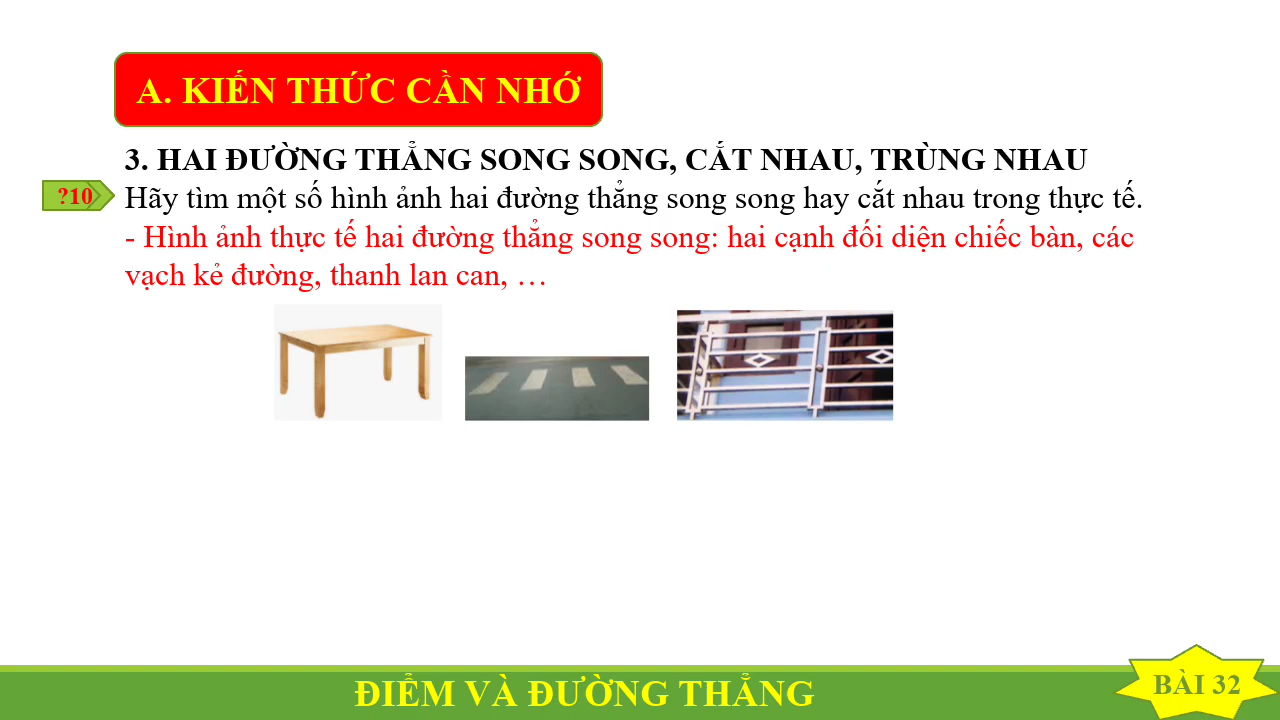 A. KIẾN THỨC CẦN NHỚ
3. HAI ĐƯỜNG THẲNG SONG SONG, CẮT NHAU, TRÙNG NHAU
?10
Hãy tìm một số hình ảnh hai đường thẳng song song hay cắt nhau trong thực tế.
- Hình ảnh thực tế hai đường thẳng song song: hai cạnh đối diện chiếc bàn, các
vạch kẻ đường, thanh lan can, …
ĐIỂM VÀ ĐƯỜNG THẲNG
BÀI 32